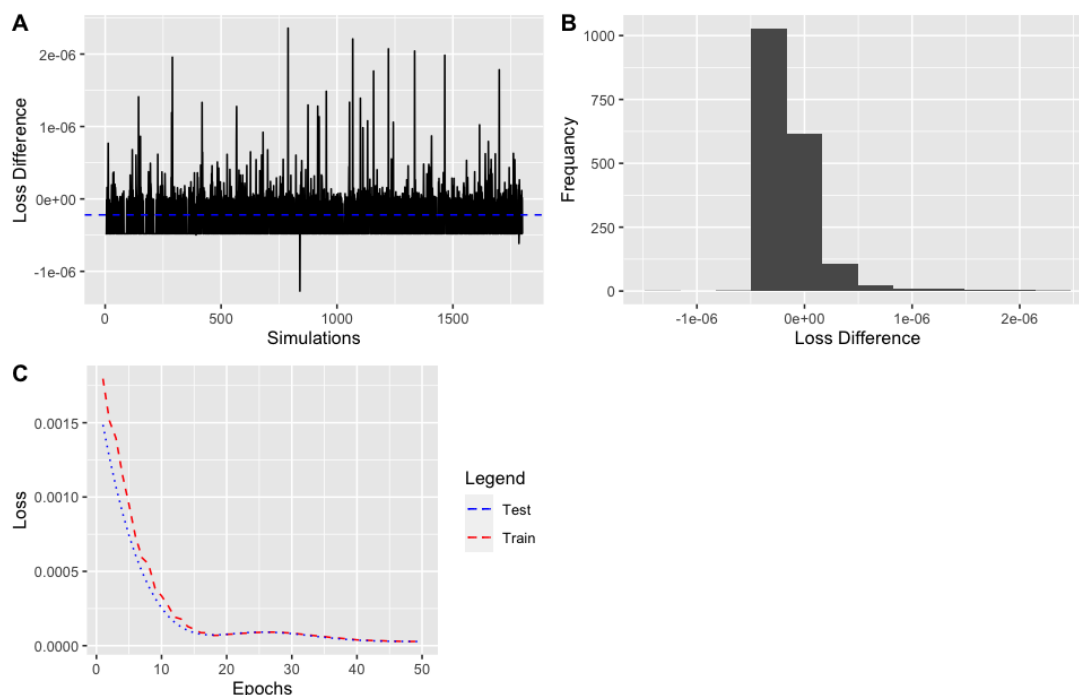 A
2e-06
1e-06
0e+00
-1e-06
Loss Difference
0
500
1000
1500
Simulations
B
1000
750
500
250
0
Frequancy
-1e-06
0e+00
1e-06
2e-06
Loss Difference
C
0.0015
0.0010
0.0005
0.0000
Loss
0
10
20
30
40
50
Epochs
Legend
Test
Train